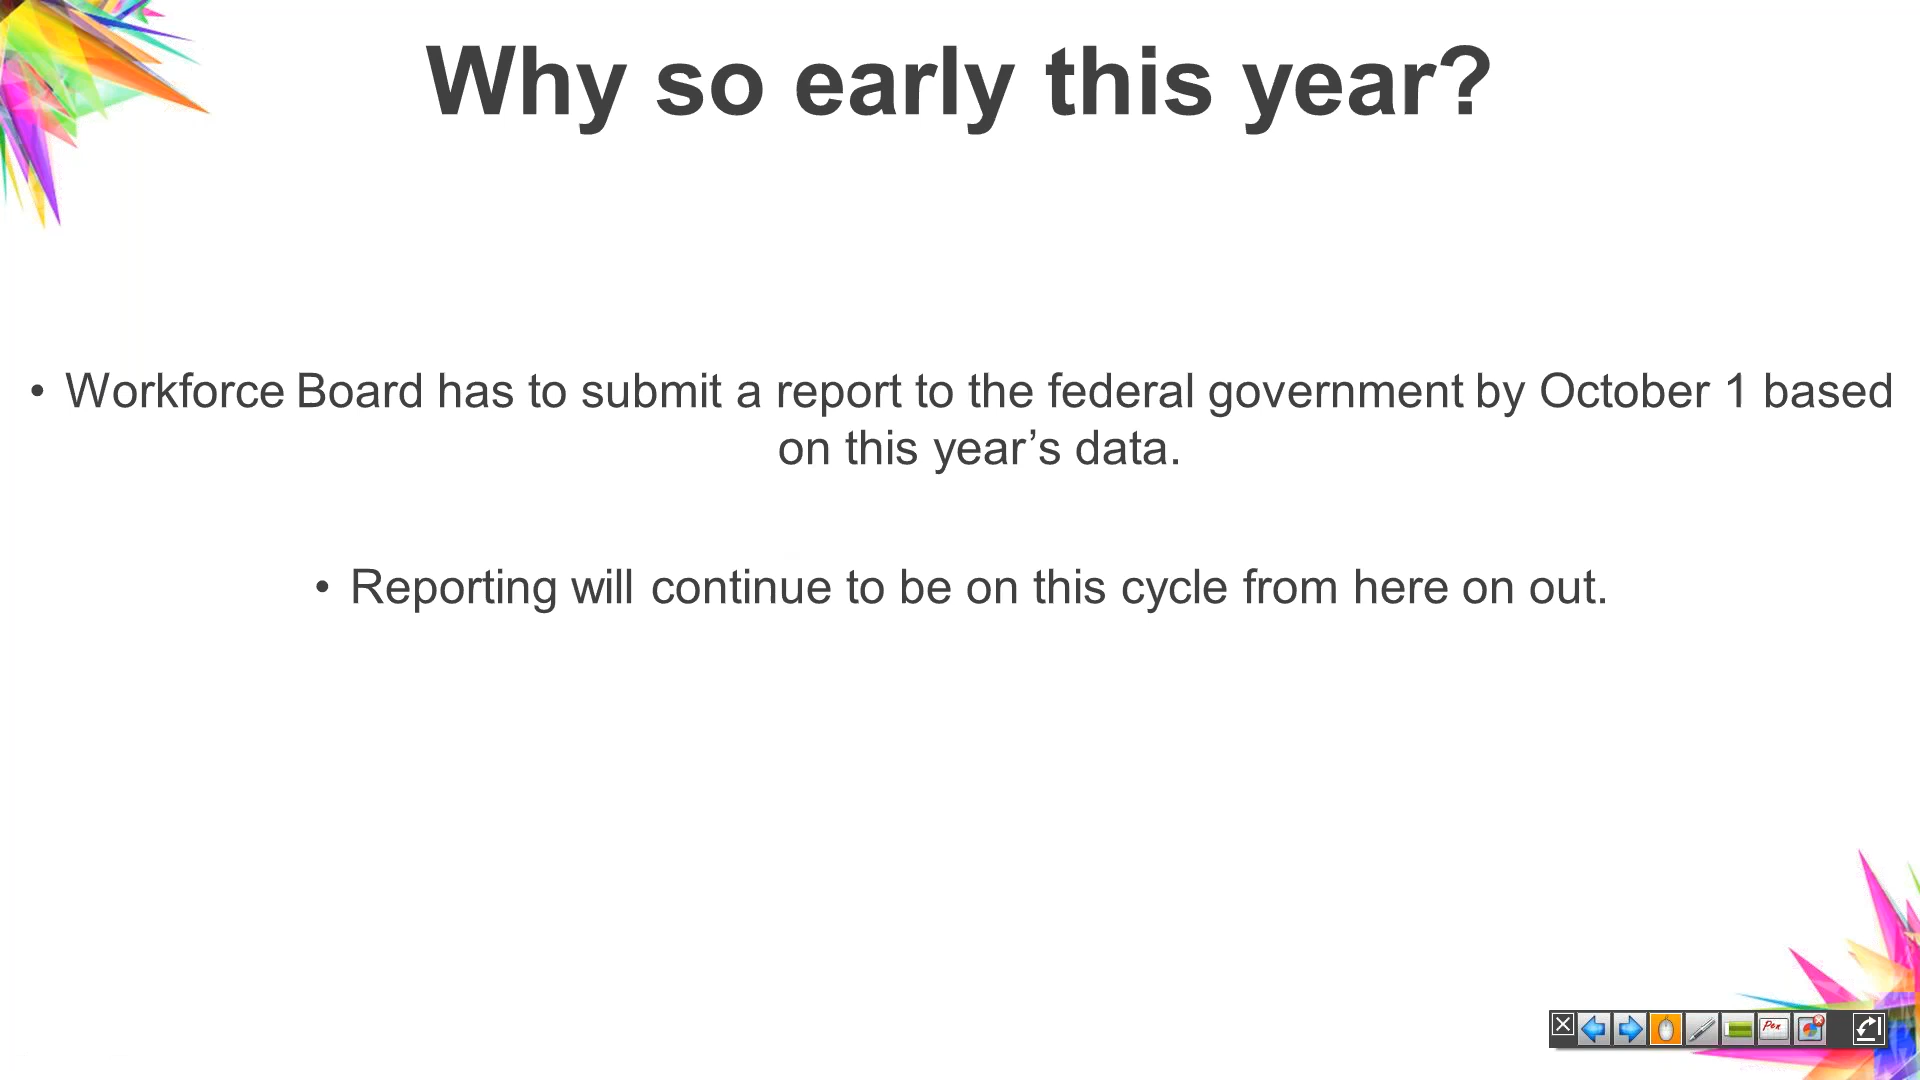 Why so early this year?
• Workforce Board has to submit a report to the federal government by October 1 based
on this year’s data.
• Reporting will continue to be on this cycle from here on out.
Pen